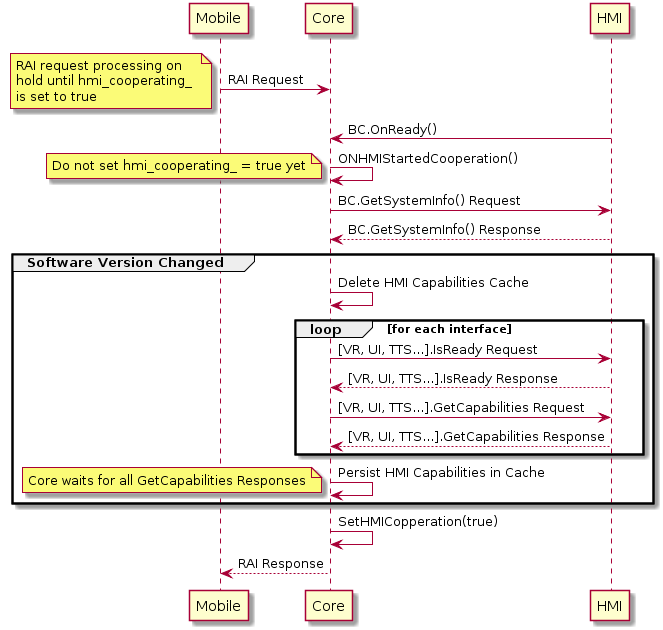 Mobile
Core
HMI
RAI request processing on
hold until hmi_cooperating_
is set to true
RAI Request
BC.OnReady()
Do not set hmi_cooperating_ = true yet
ONHMIStartedCooperation()
BC.GetSystemInfo() Request
BC.GetSystemInfo() Response
Software Version Changed
Delete HMI Capabilities Cache
loop
[for each interface]
[VR, UI, TTS...].IsReady Request
[VR, UI, TTS...].IsReady Response
[VR, UI, TTS...].GetCapabilities Request
[VR, UI, TTS...].GetCapabilities Response
Core waits for all GetCapabilities Responses
Persist HMI Capabilities in Cache
SetHMICopperation(true)
RAI Response
Mobile
Core
HMI